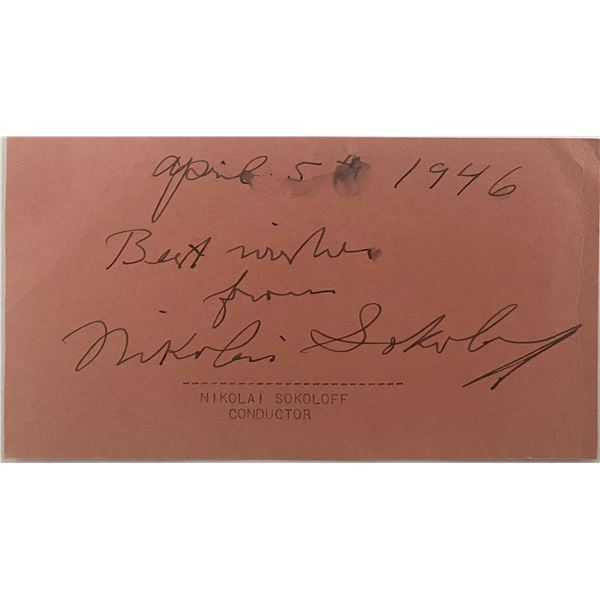 april 5th 1946
Best wishes
from
Nikolai Sokoloff
NIKOLAI SOKOLOFF
CONDUCTOR